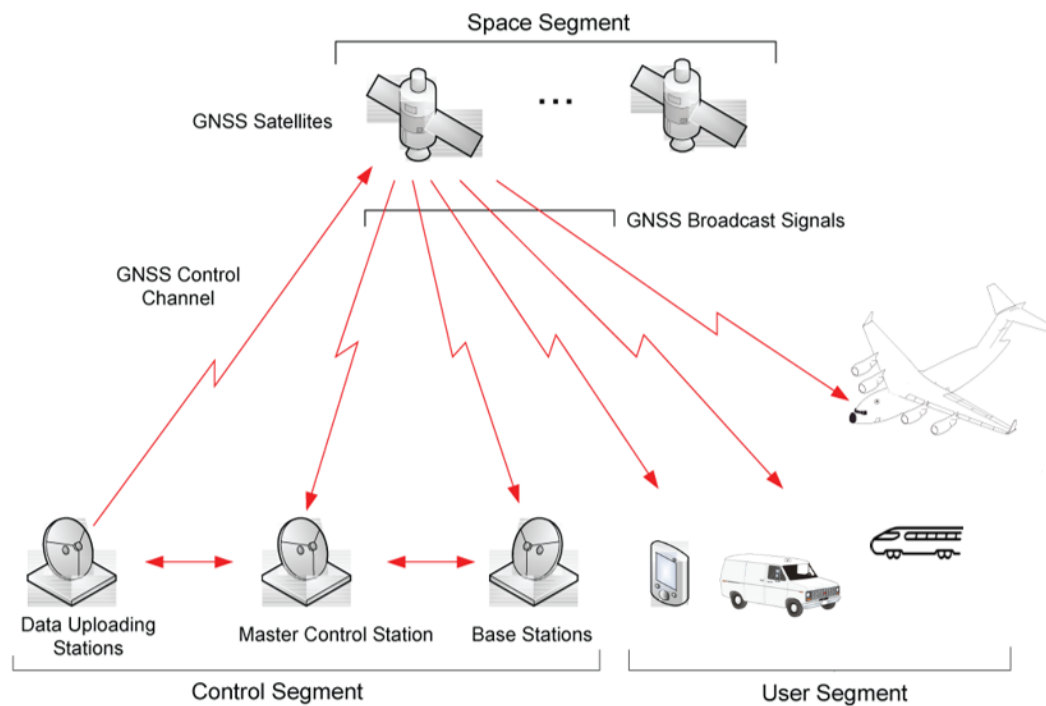 Space Segment
GNSS Satellites
...
GNSS Broadcast Signals
GNSS Control
Channel
Data Uploading
Stations
Master Control Station
Base Stations
Control Segment
User Segment